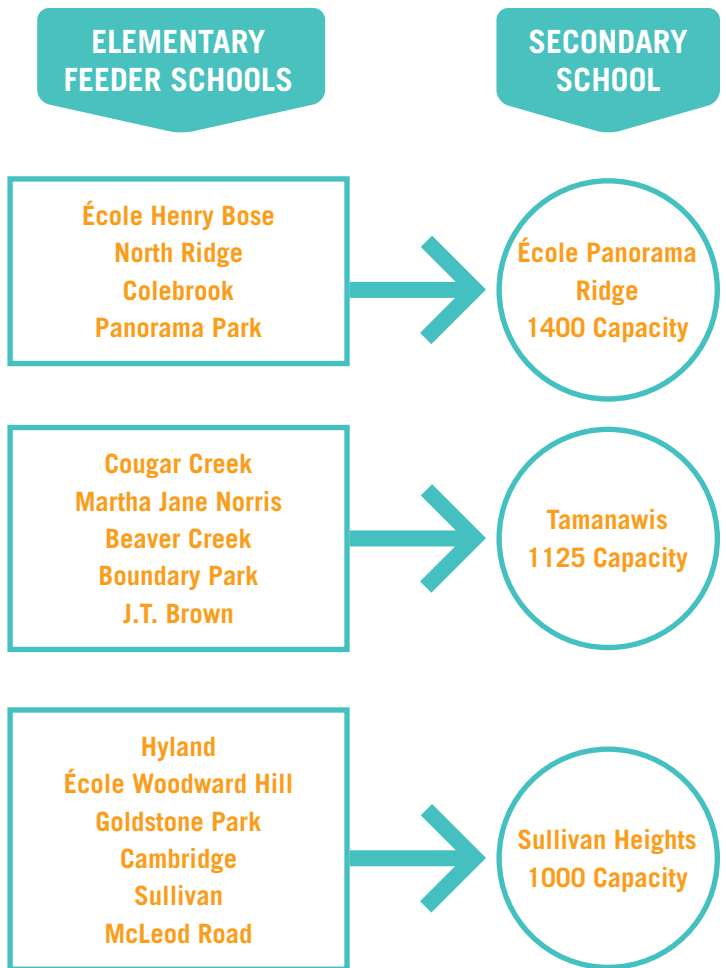 ELEMENTARY
FEEDER SCHOOLS
SECONDARY
SCHOOL
École Henry Bose
North Ridge
Colebrook
Panorama Park
École Panorama
Ridge
1400 Capacity
Cougar Creek
Martha Jane Norris
Beaver Creek
Boundary Park
J.T. Brown
Tamanawis
1125 Capacity
Hyland
École Woodward Hill
Goldstone Park
Cambridge
Sullivan
McLeod Road
Sullivan Heights
1000 Capacity